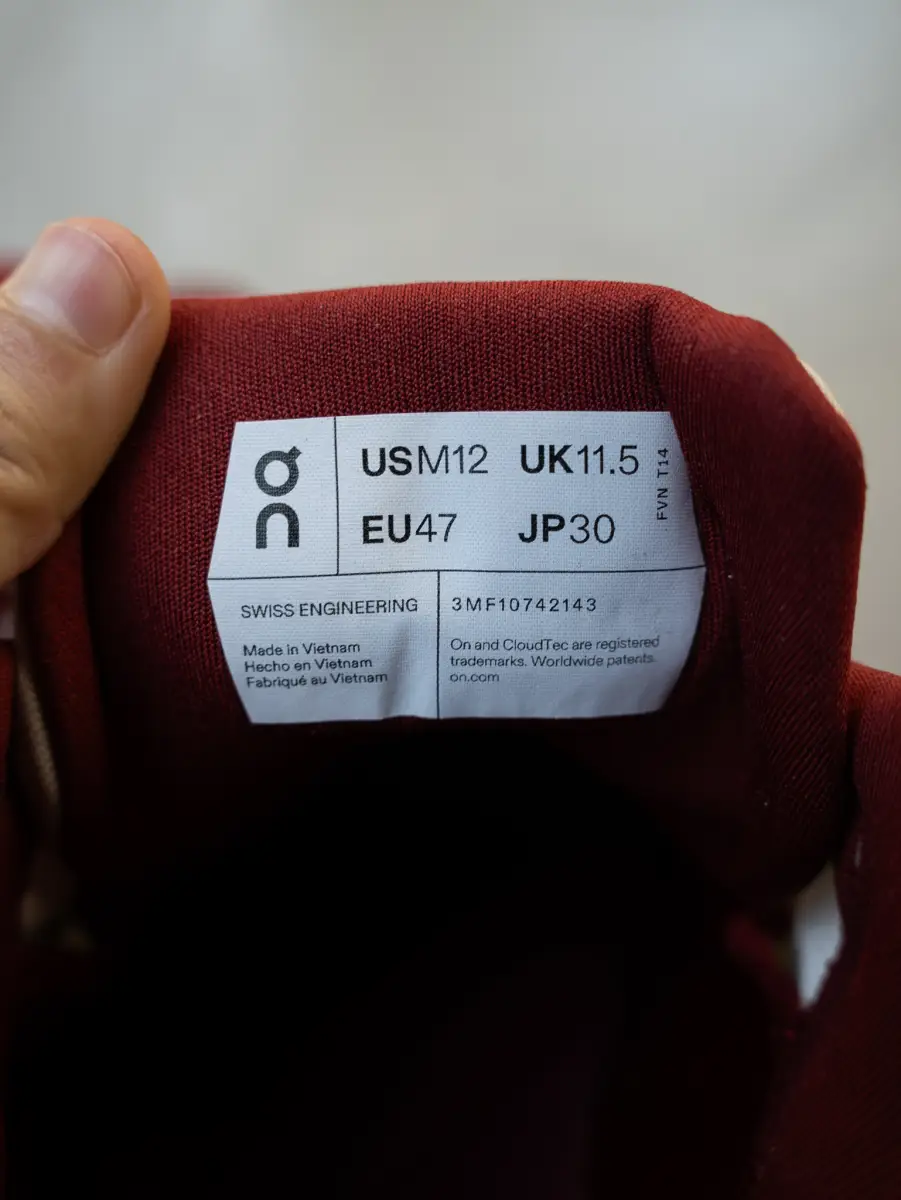 On
USM12 UK11.5
EU47 JP30
FVN T14
SWISS ENGINEERING
Made in Vietnam
Hecho en Vietnam
Fabriqué au Vietnam
3MF10742143
On and CloudTec are registered
trademarks. Worldwide patents.
on.com